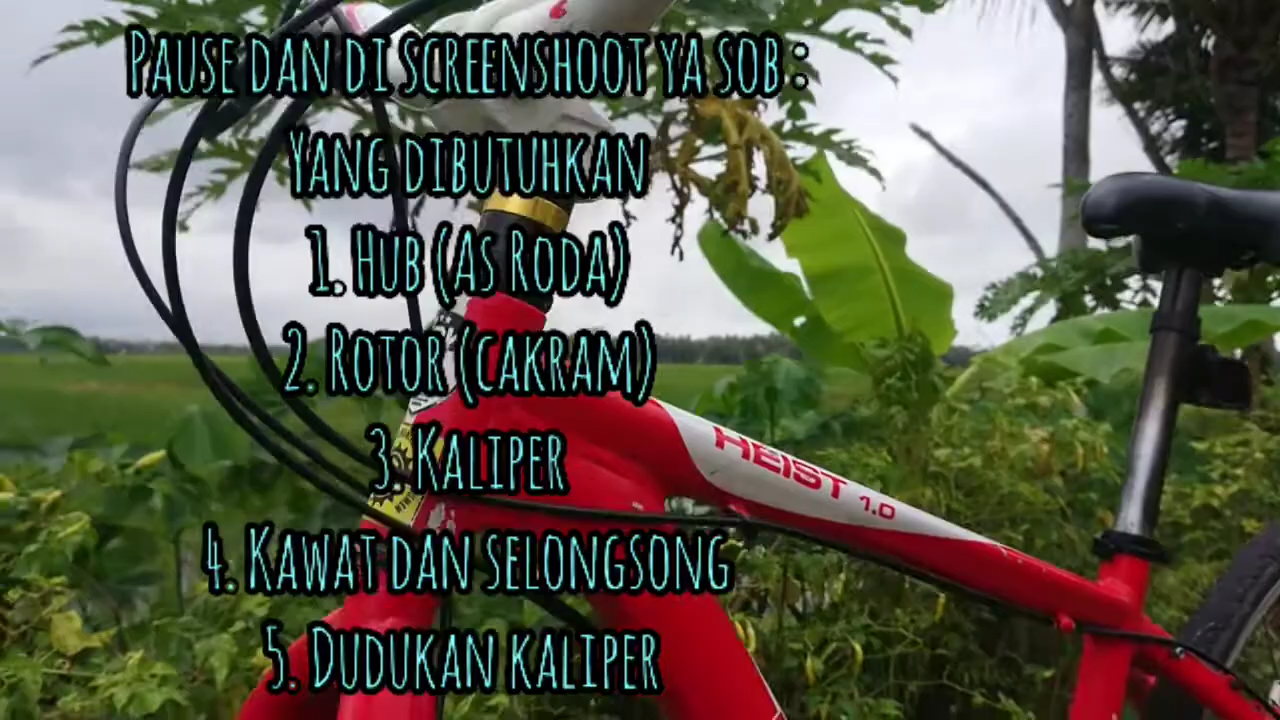 Pause dan di screenshoot ya sob :
Yang dibutuhkan
1. Hub (As Roda)
2. Rotor (cakram)
3. Kaliper
4. Kawat dan selongsong
5. Dudukan kaliper
HEIST 1.0